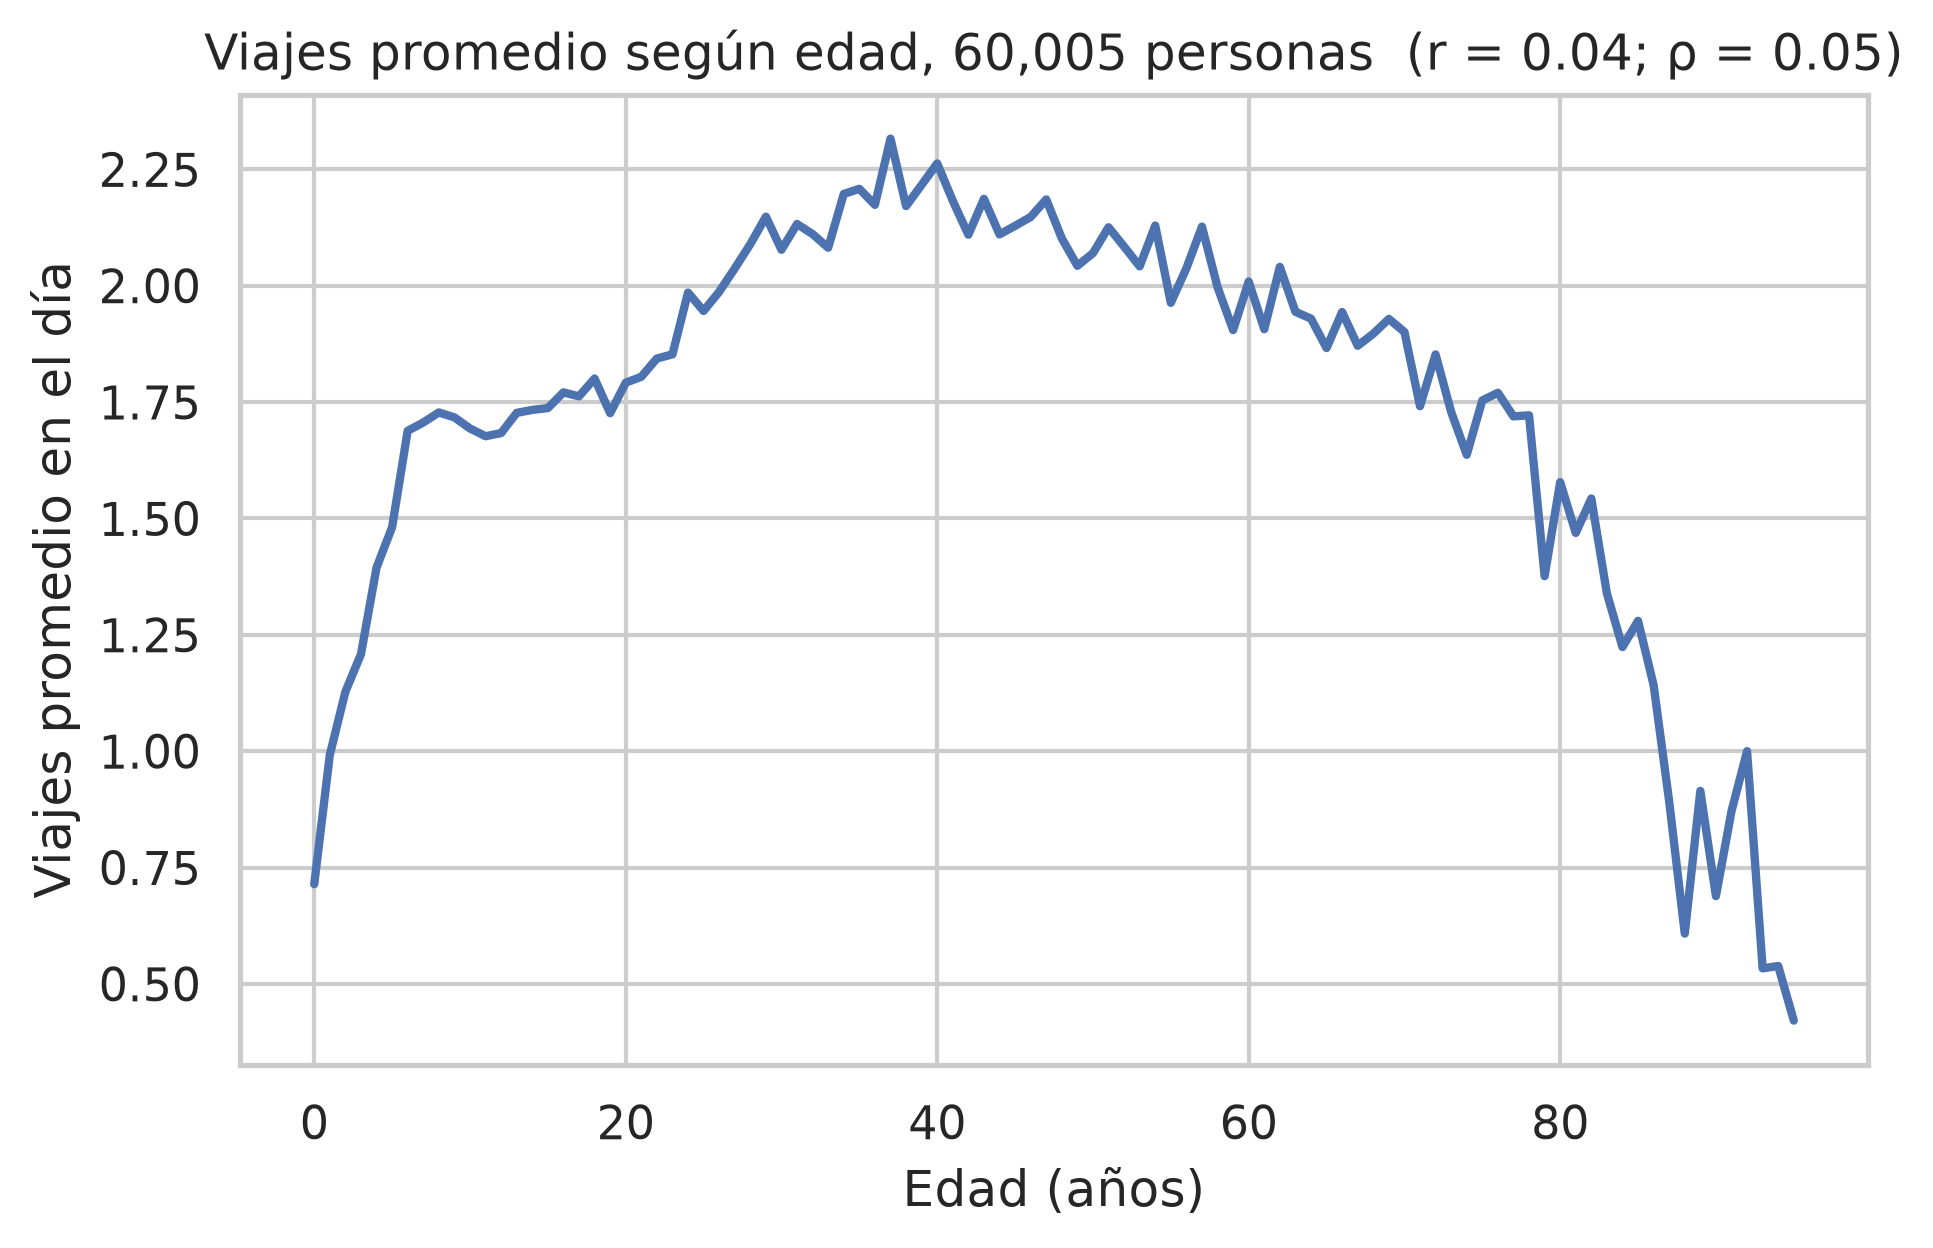 Viajes promedio según edad, 60,005 personas  (r = 0.04; ρ = 0.05)
Viajes promedio en el día
2.25
2.00
1.75
1.50
1.25
1.00
0.75
0.50
0 20 40 60 80
Edad (años)